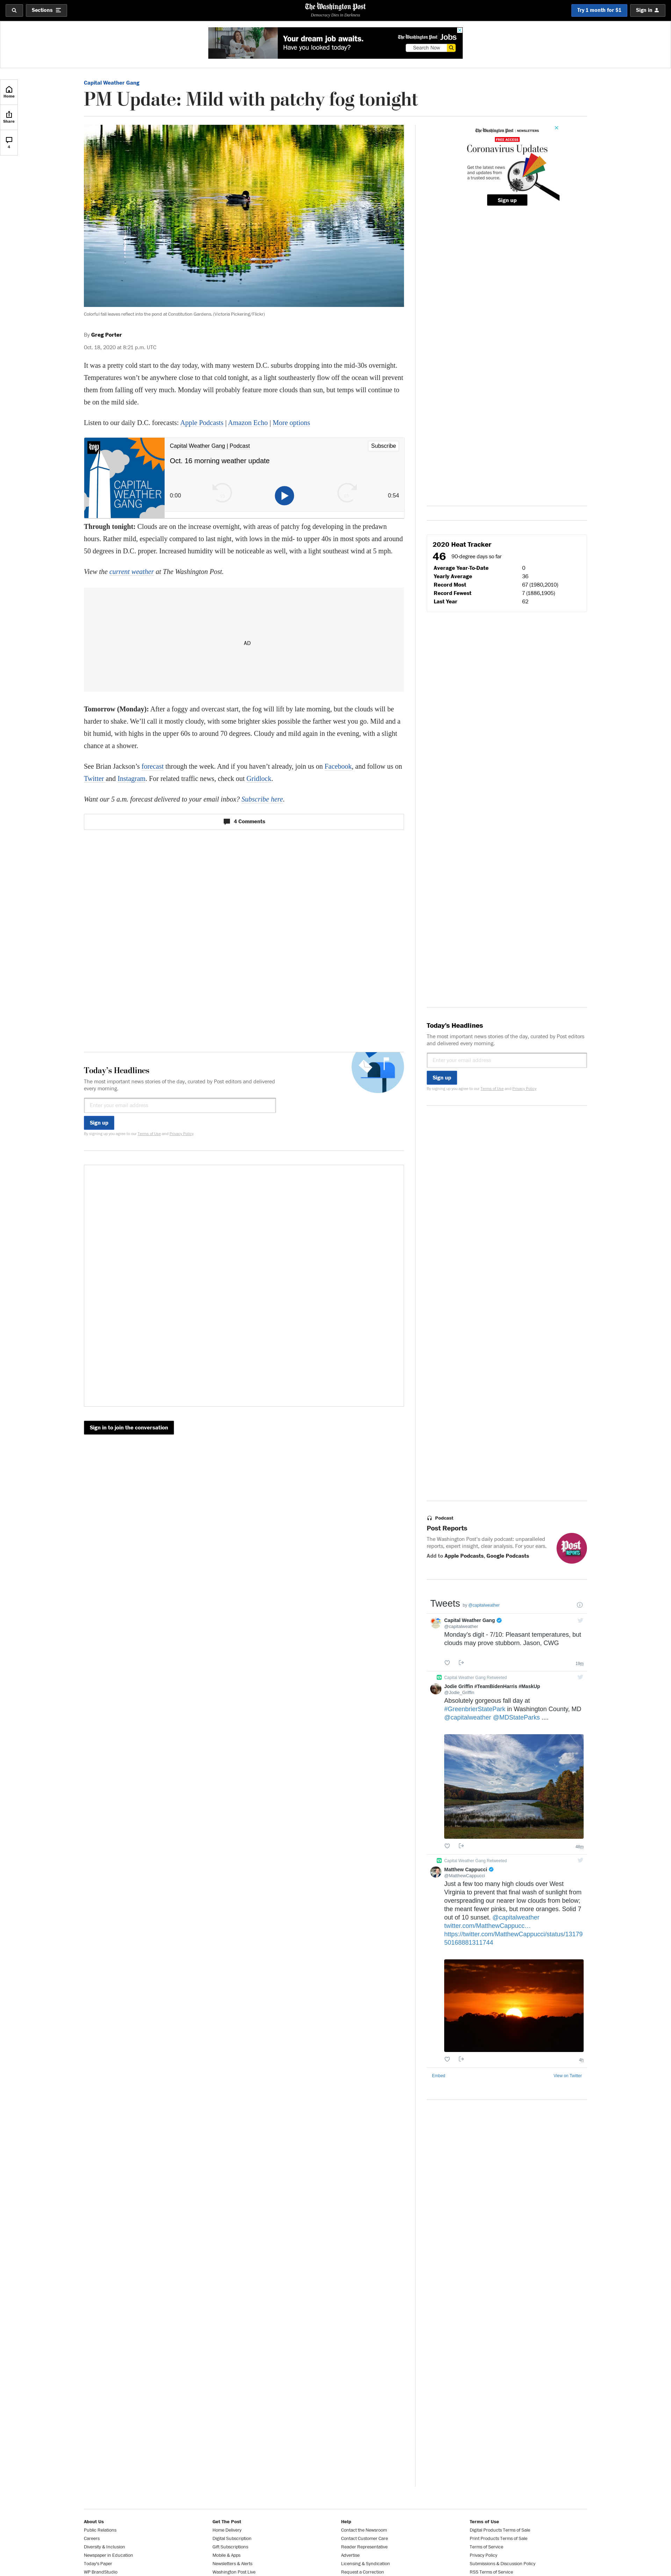 Sections
The Washington Post
Democracy Dies in Darkness
Try 1 month for $1
Sign in
Your dream job awaits.
Have you looked today?
The Washington Post Jobs
Search Now
Home
Share
4
Capital Weather Gang
PM Update: Mild with patchy fog tonight
Colorful fall leaves reflect into the pond at Constitution Gardens. (Victoria Pickering/Flickr)
By Greg Porter
Oct. 18, 2020 at 8:21 p.m. UTC
It was a pretty cold start to the day today, with many western D.C. suburbs dropping into the mid-30s overnight.
Temperatures won't be anywhere close to that cold tonight, as a light southeasterly flow off the ocean will prevent
them from falling off very much. Monday will probably feature more clouds than sun, but temps will continue to
be on the mild side.
Listen to our daily D.C. forecasts: Apple Podcasts | Amazon Echo | More options
CAPITAL
WEATHER
GANG
Capital Weather Gang | Podcast
Subscribe
Oct. 16 morning weather update
0:00
0:54
Through tonight: Clouds are on the increase overnight, with areas of patchy fog developing in the predawn
hours. Rather mild, especially compared to last night, with lows in the mid- to upper 40s in most spots and around
50 degrees in D.C. proper. Increased humidity will be noticeable as well, with a light southeast wind at 5 mph.
View the current weather at The Washington Post.
AD
Tomorrow (Monday): After a foggy and overcast start, the fog will lift by late morning, but the clouds will be
harder to shake. We'll call it mostly cloudy, with some brighter skies possible the farther west you go. Mild and a
bit humid, with highs in the upper 60s to around 70 degrees. Cloudy and mild again in the evening, with a slight
chance at a shower.
See Brian Jackson's forecast through the week. And if you haven't already, join us on Facebook, and follow us on
Twitter and Instagram. For related traffic news, check out Gridlock.
Want our 5 a.m. forecast delivered to your email inbox? Subscribe here.
4 Comments
Today's Headlines
The most important news stories of the day, curated by Post editors and delivered
every morning.
Enter your email address
Sign up
By signing up you agree to our Terms of Use and Privacy Policy
Sign in to join the conversation
The Washington Post | NEWSLETTERS
FREE ACCESS
Coronavirus Updates
Get the latest news
and updates from
a trusted source.
Sign up
2020 Heat Tracker
46 90-degree days so far
Average Year-To-Date 0
Yearly Average 36
Record Most 67 (1980,2010)
Record Fewest 7 (1886,1905)
Last Year 62
Today's Headlines
The most important news stories of the day, curated by Post editors
and delivered every morning.
Enter your email address
Sign up
By signing up you agree to our Terms of Use and Privacy Policy
Podcast
Post Reports
The Washington Post's daily podcast: unparalleled
reports, expert insight, clear analysis. For your ears.
Add to Apple Podcasts, Google Podcasts
Post
REPORTS
Tweets by @capitalweather
Capital Weather Gang
@capitalweather
Monday's digit - 7/10: Pleasant temperatures, but
clouds may prove stubborn. Jason, CWG
Capital Weather Gang Retweeted
Jodie Griffin #TeamBidenHarris #MaskUp
@Jodie_Griffin
Absolutely gorgeous fall day at
#GreenbrierStatePark in Washington County, MD
@capitalweather @MDStateParks ....
Capital Weather Gang Retweeted
Matthew Cappucci
@MatthewCappucci
Just a few too many high clouds over West
Virginia to prevent that final wash of sunlight from
overspreading our nearer low clouds from below;
the meant fewer pinks, but more oranges. Solid 7
out of 10 sunset. @capitalweather
twitter.com/MatthewCappucc…
https://twitter.com/MatthewCappucci/status/13179
50168881311744
Embed
View on Twitter
About Us
Public Relations
Careers
Diversity & Inclusion
Newspaper in Education
Today's Paper
WP BrandStudio
Get The Post
Home Delivery
Digital Subscription
Gift Subscriptions
Mobile & Apps
Newsletters & Alerts
Washington Post Live
Help
Contact the Newsroom
Contact Customer Care
Reader Representative
Advertise
Licensing & Syndication
Request a Correction
Terms of Use
Digital Products Terms of Sale
Print Products Terms of Sale
Terms of Service
Privacy Policy
Submissions & Discussion Policy
RSS Terms of Service